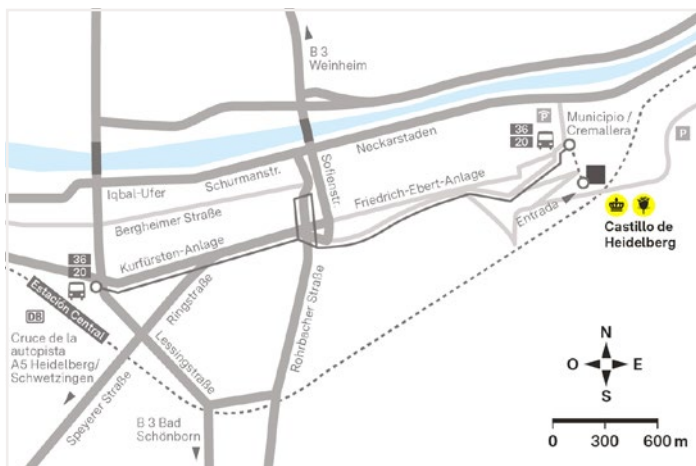 B 3
Weinheim
Neckarstaden
36
20
P
Municipio /
Cremallera
P
Iqbal-Ufer
Schurmanstr.
Sofienstr.
Friedrich-Ebert-Anlage
Entrada
Castillo de
Heidelberg
Bergheimer Straße
Kurfürsten-Anlage
36
20
Estación Central
DB
Ringstraße
Rohrbacher Straße
Lessingstraße
Cruce de la
autopista
A5 Heidelberg/
Schwetzingen
Speyerer Straße
B 3 Bad
Schönborn
N
O
E
S
0 300 600 m